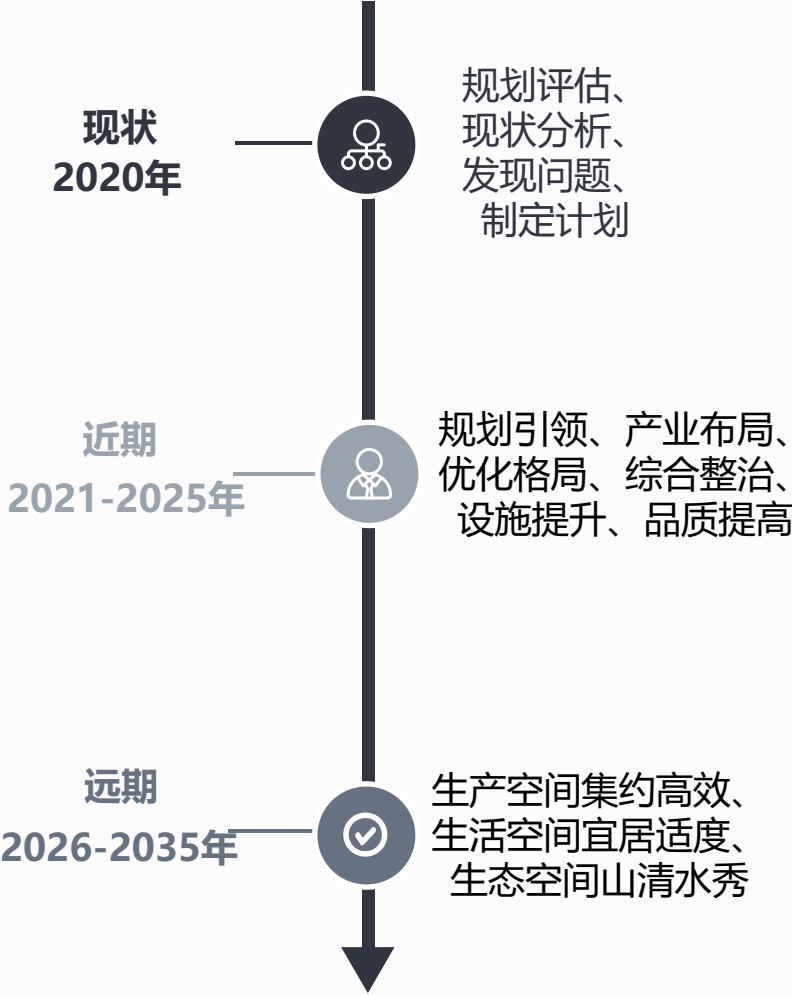 现状
2020年
规划评估、
现状分析、
发现问题、
制定计划
近期
2021-2025年
规划引领、产业布局、
优化格局、综合整治、
设施提升、品质提高
远期
2026-2035年
生产空间集约高效、
生活空间宜居适度、
生态空间山清水秀